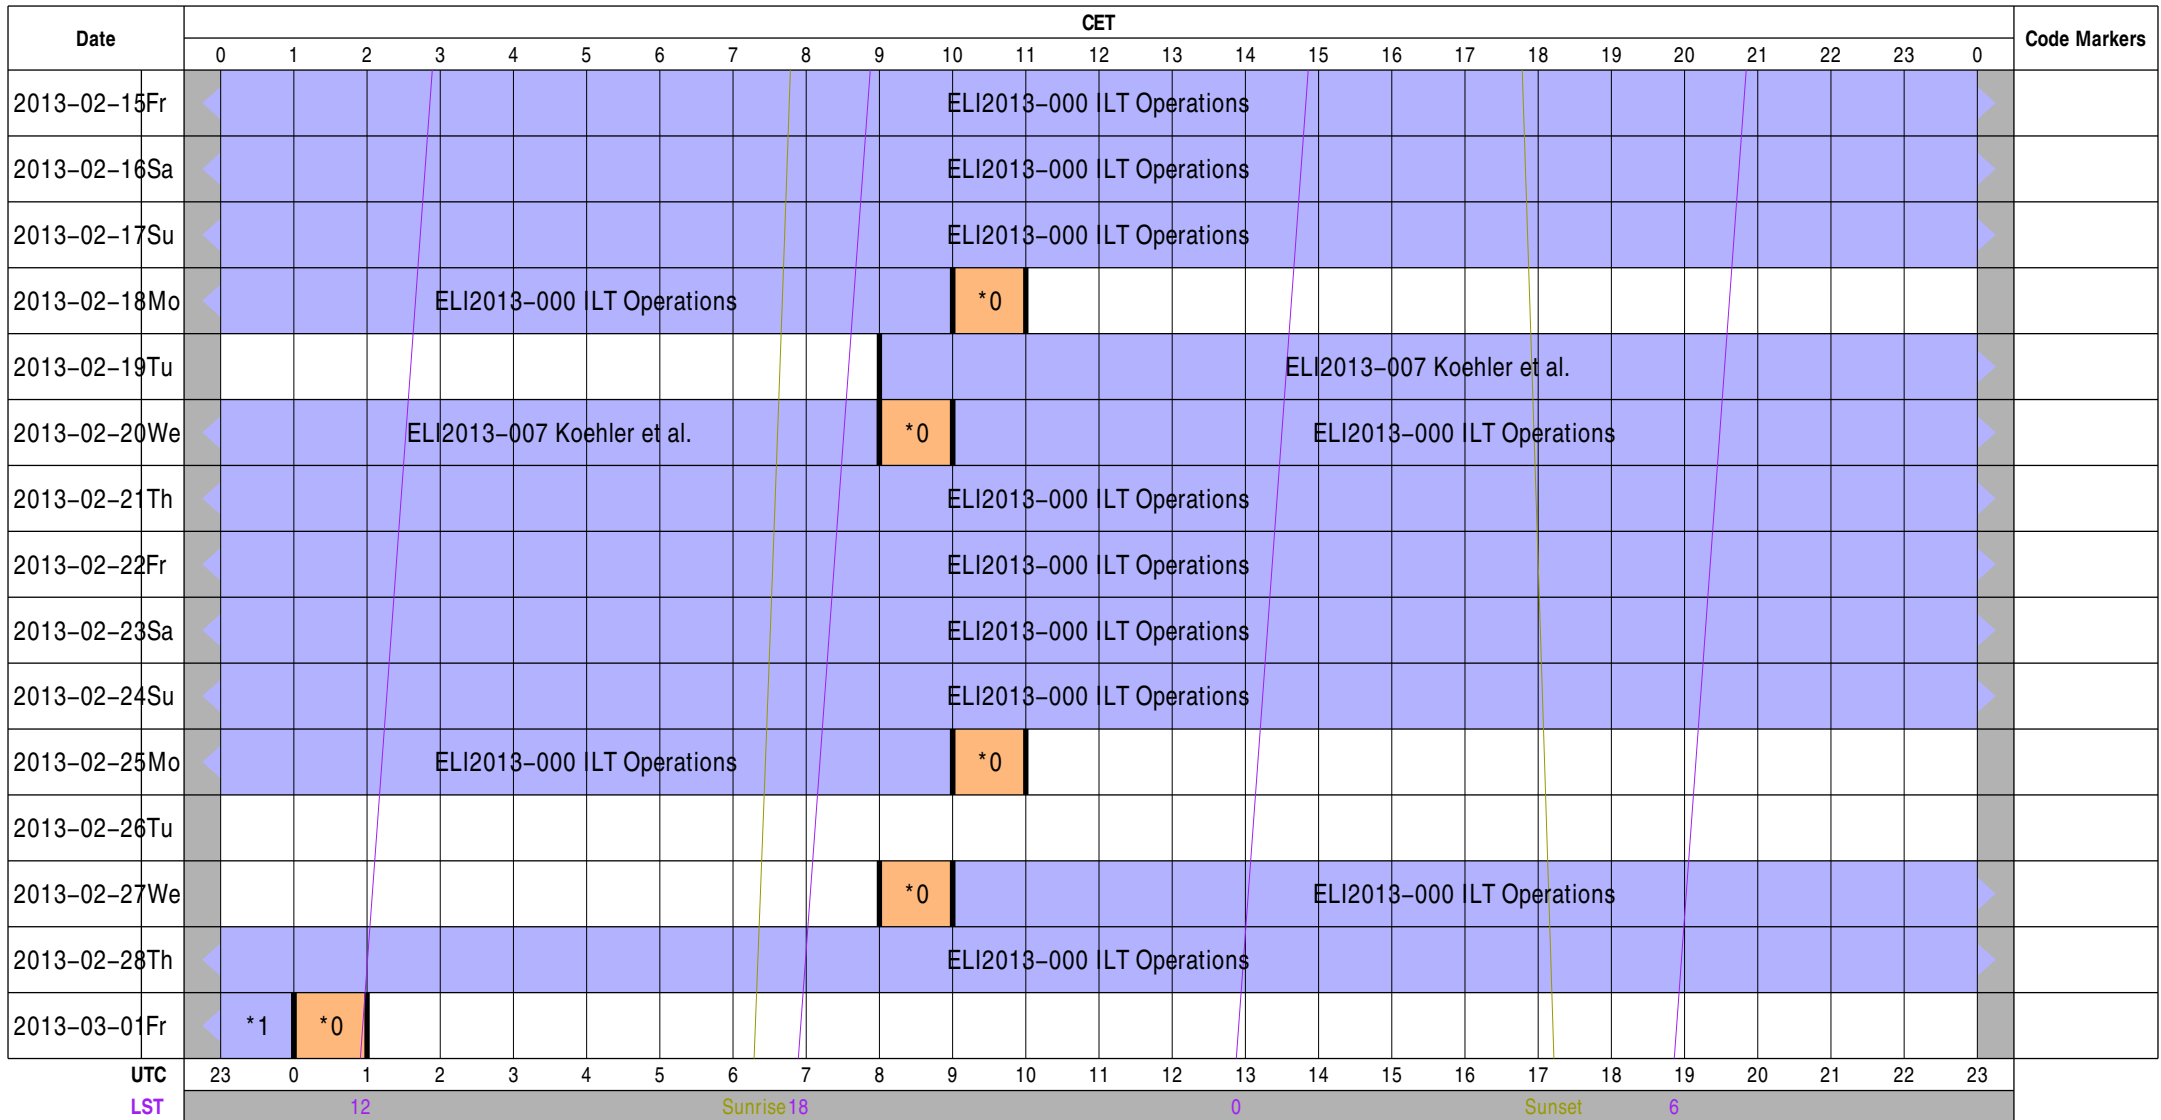 Date CET Code Markers
0 1 2 3 4 5 6 7 8 9 10 11 12 13 14 15 16 17 18 19 20 21 22 23 0
2013-02-15Fr ELI2013-000 ILT Operations
2013-02-16Sa ELI2013-000 ILT Operations
2013-02-17Su ELI2013-000 ILT Operations
2013-02-18Mo ELI2013-000 ILT Operations *0
2013-02-19Tu ELI2013-007 Koehler et al.
2013-02-20We ELI2013-007 Koehler et al. *0 ELI2013-000 ILT Operations
2013-02-21Th ELI2013-000 ILT Operations
2013-02-22Fr ELI2013-000 ILT Operations
2013-02-23Sa ELI2013-000 ILT Operations
2013-02-24Su ELI2013-000 ILT Operations
2013-02-25Mo ELI2013-000 ILT Operations *0
2013-02-26Tu
2013-02-27We *0 ELI2013-000 ILT Operations
2013-02-28Th ELI2013-000 ILT Operations
2013-03-01Fr *1 *0
UTC 23 0 1 2 3 4 5 6 7 8 9 10 11 12 13 14 15 16 17 18 19 20 21 22 23
LST 12 Sunrise 18 0 Sunset 6